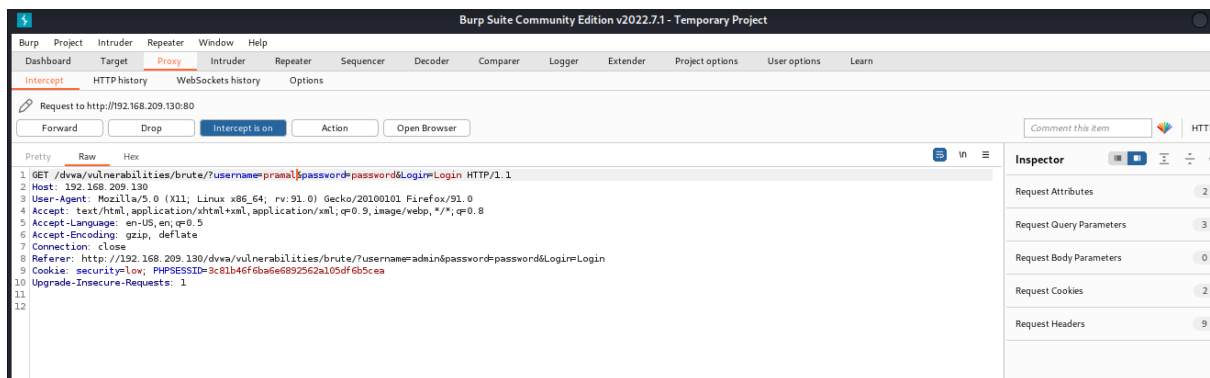 Burp Suite Community Edition v2022.7.1 - Temporary Project
Burp Project Intruder Repeater Window Help
Dashboard Target Proxy Intruder Repeater Sequencer Decoder Comparer Logger Extender Project options User options Learn
Intercept HTTP history WebSockets history Options
Request to http://192.168.209.130:80
Forward Drop Intercept is on Action Open Browser Comment this item HTT
Pretty Raw Hex \n Inspector
1 GET /dvwa/vulnerabilities/brute/?username=pramal&password=password&Login=Login HTTP/1.1
2 Host: 192.168.209.130
3 User-Agent: Mozilla/5.0 (X11; Linux x86_64; rv:91.0) Gecko/20100101 Firefox/91.0
4 Accept: text/html,application/xhtml+xml,application/xml;q=0.9,image/webp,*/*;q=0.8
5 Accept-Language: en-US,en;q=0.5
6 Accept-Encoding: gzip, deflate
7 Connection: close
8 Referer: http://192.168.209.130/dvwa/vulnerabilities/brute/?username=admin&password=password&Login=Login
9 Cookie: security=low; PHPSESSID=3c81b46f6ba6e6892562a105df6b5cea
10 Upgrade-Insecure-Requests: 1
11
12
Request Attributes 2
Request Query Parameters 3
Request Body Parameters 0
Request Cookies 2
Request Headers 9